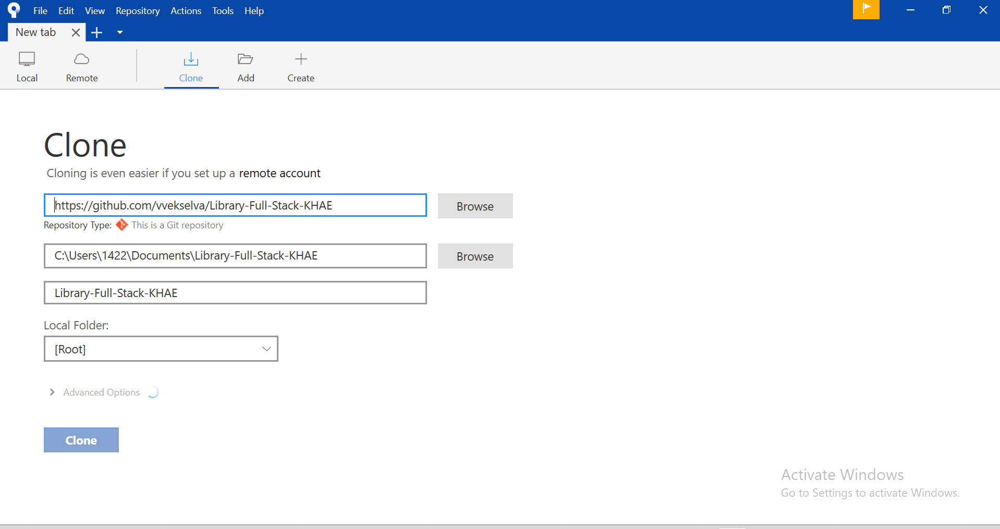 File Edit View Repository Actions Tools Help
New tab
Local Remote Clone Add Create
Clone
Cloning is even easier if you set up a remote account
https://github.com/vvekselva/Library-Full-Stack-KHAE Browse
Repository Type: This is a Git repository
C:\Users\1422\Documents\Library-Full-Stack-KHAE Browse
Library-Full-Stack-KHAE
Local Folder:
[Root]
Advanced Options
Clone
Activate Windows
Go to Settings to activate Windows.